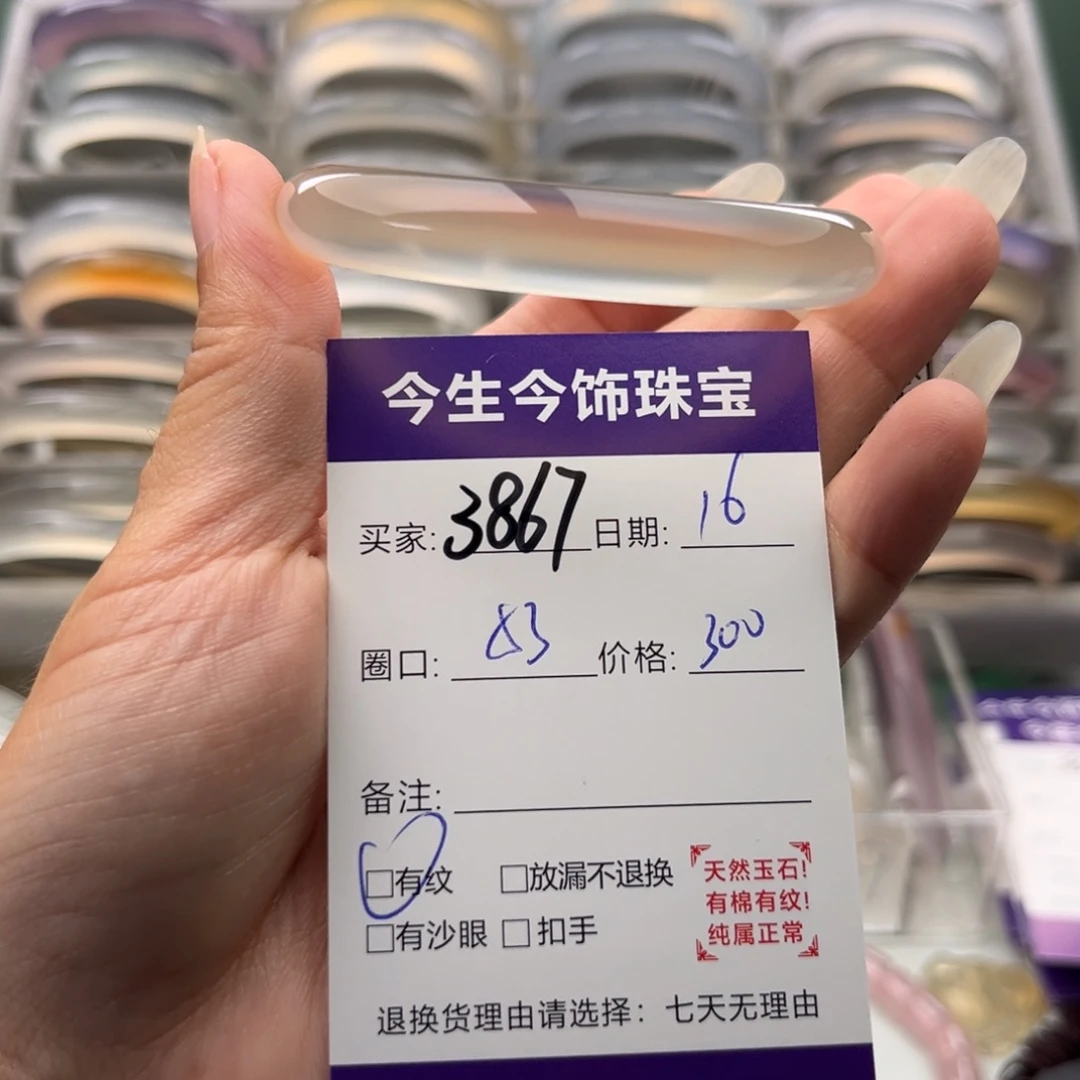 今生今饰珠宝
买家: 3867 日期: 16
圈口: 53 价格: 300
备注:
□有纹 □放漏不退换
□有沙眼 □扣手
天然玉石!
有棉有纹!
纯属正常
退换货理由请选择: 七天无理由